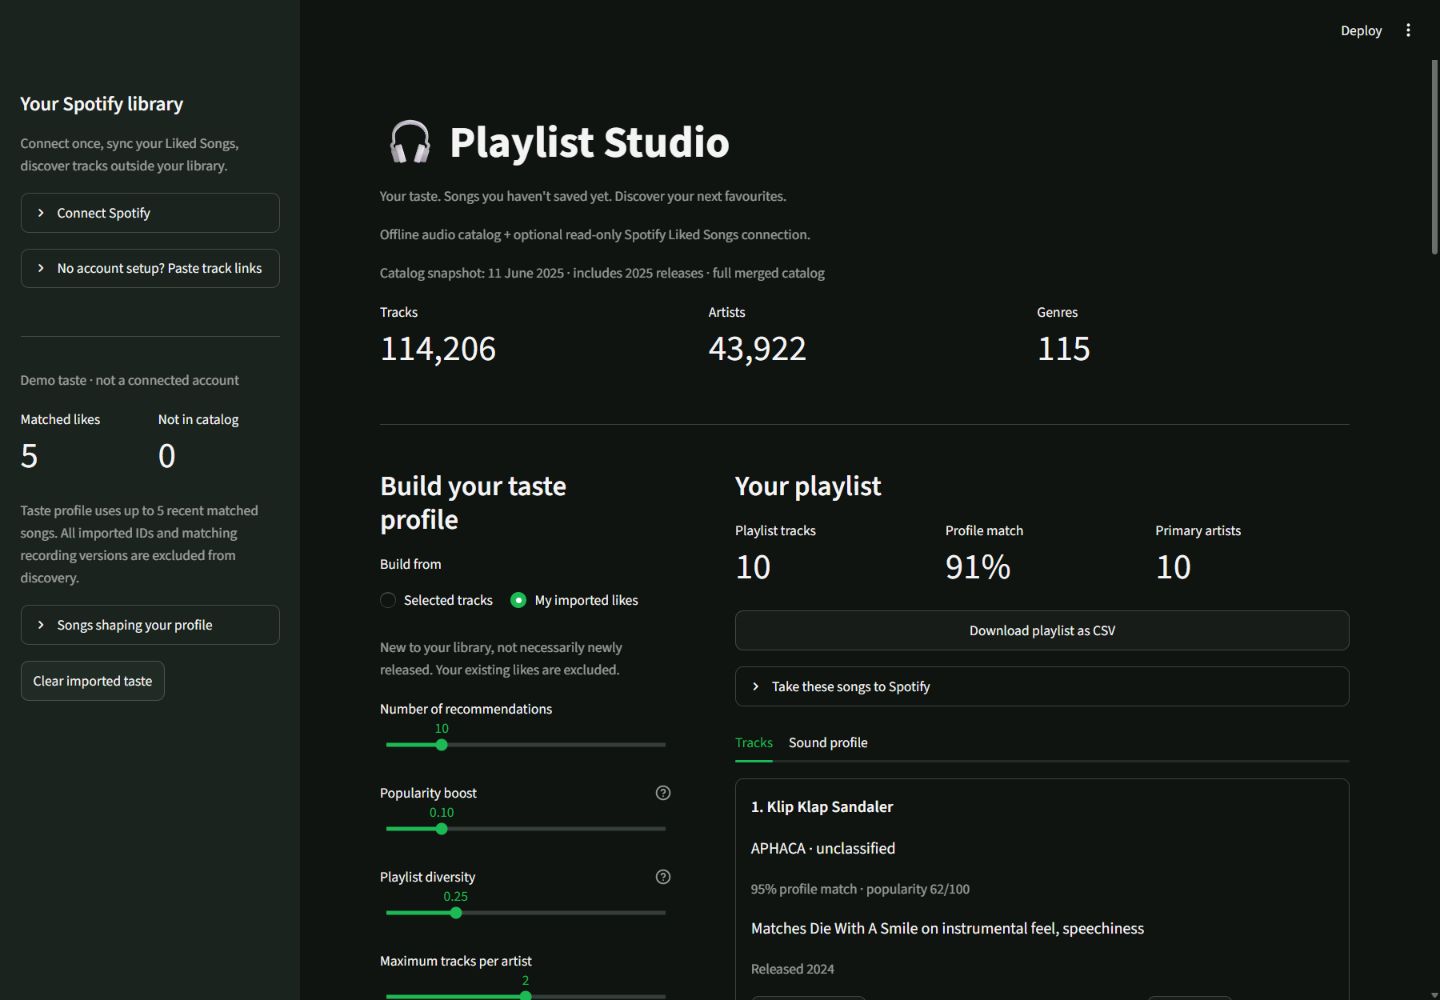 Deploy
Your Spotify library
Connect once, sync your Liked Songs,
discover tracks outside your library.
Connect Spotify
No account setup? Paste track links
Demo taste · not a connected account
Matched likes
Not in catalog
5
0
Taste profile uses up to 5 recent matched
songs. All imported IDs and matching
recording versions are excluded from
discovery.
Songs shaping your profile
Clear imported taste
Playlist Studio
Your taste. Songs you haven't saved yet. Discover your next favourites.
Offline audio catalog + optional read-only Spotify Liked Songs connection.
Catalog snapshot: 11 June 2025 · includes 2025 releases · full merged catalog
Tracks
Artists
Genres
114,206
43,922
115
Build your taste
profile
Build from
Selected tracks
My imported likes
New to your library, not necessarily newly
released. Your existing likes are excluded.
Number of recommendations
10
Popularity boost
0.10
Playlist diversity
0.25
Maximum tracks per artist
2
Your playlist
Playlist tracks
Profile match
Primary artists
10
91%
10
Download playlist as CSV
Take these songs to Spotify
Tracks
Sound profile
1. Klip Klap Sandaler
APHACA · unclassified
95% profile match · popularity 62/100
Matches Die With A Smile on instrumental feel, speechiness
Released 2024